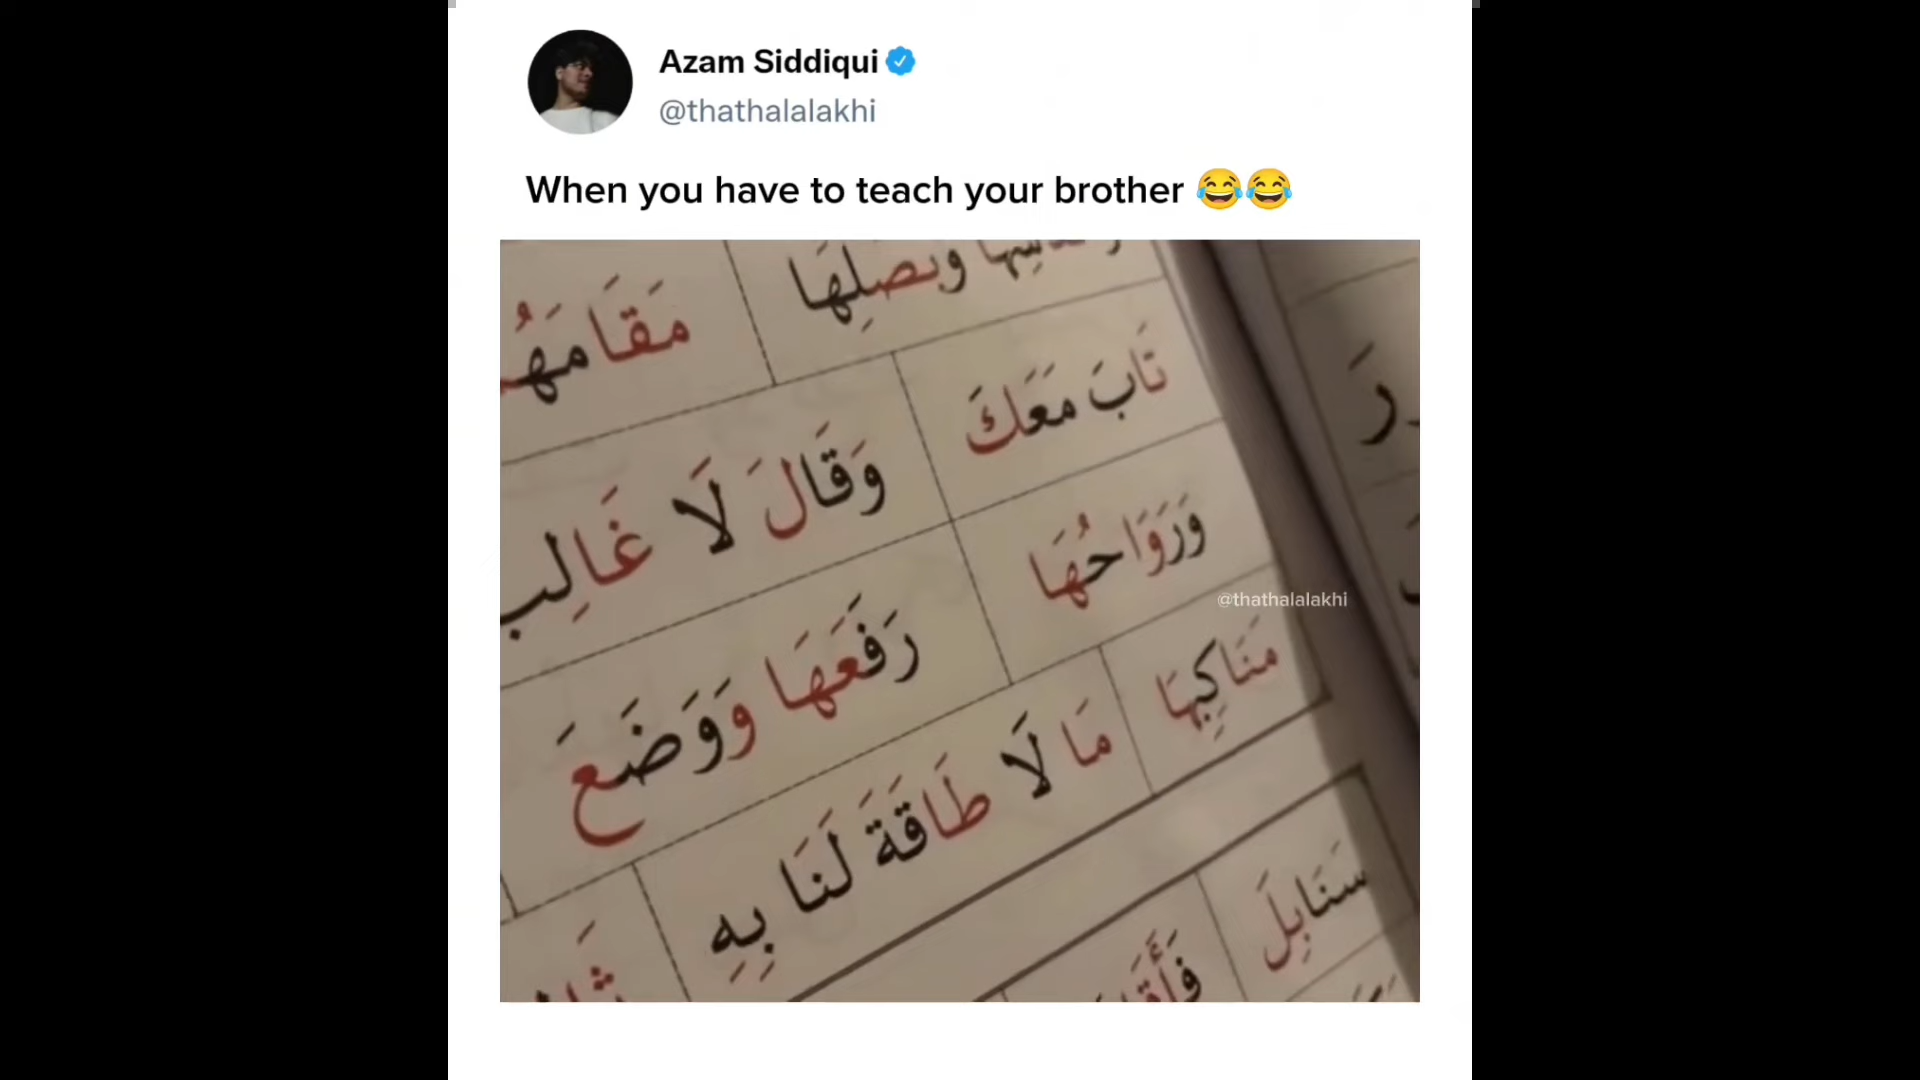 Azam Siddiqui
@thathalalakhi
When you have to teach your brother 😂😂
وَبَصَلِهَا
مَقَامَهُ
تَابَ مَعَكَ
وَقَالَ لَا غَالِبَ
وَرَوَاحُهَا
@thathalalakhi
رَفَعَهَا وَوَضَعَ
مَنَاكِبِهَا
مَا لَا طَاقَةَ لَنَا بِهِ
سَنَابِلَ
رَ